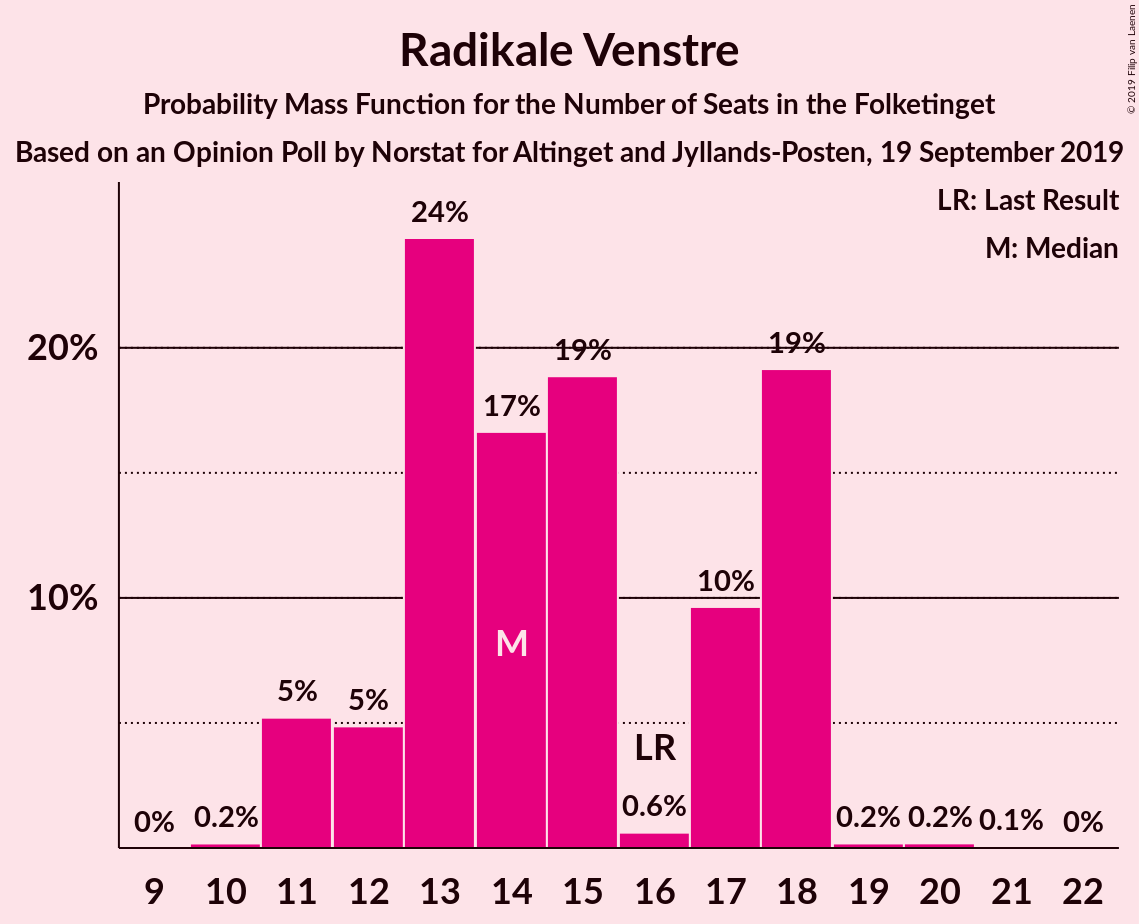 Radikale Venstre
Probability Mass Function for the Number of Seats in the Folketinget
Based on an Opinion Poll by Norstat for Altinget and Jyllands-Posten, 19 September 2019
© 2019 Filip van Laenen
LR: Last Result
M: Median
24%
20%
19%
19%
17%
10%
10%
M
5%
5%
LR
0%
0.2%
0.6%
0.2%
0.2%
0.1%
0%
9 10 11 12 13 14 15 16 17 18 19 20 21 22